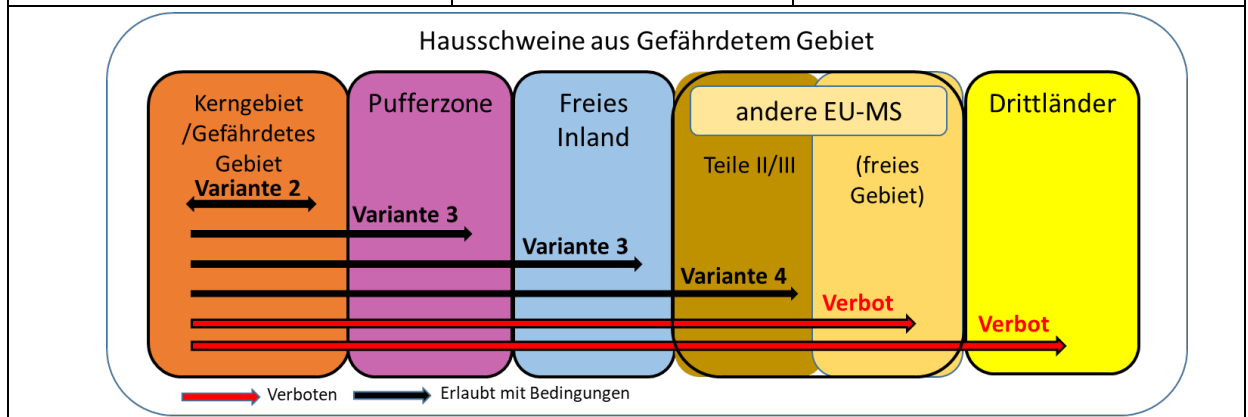 Hausschweine aus Gefährdetem Gebiet
Kerngebiet
/Gefährdetes
Gebiet
Pufferzone
Freies
Inland
andere EU-MS
Teile II/III
(freies
Gebiet)
Drittländer
Variante 2
Variante 3
Variante 3
Variante 4
Verbot
Verbot
Verboten
Erlaubt mit Bedingungen